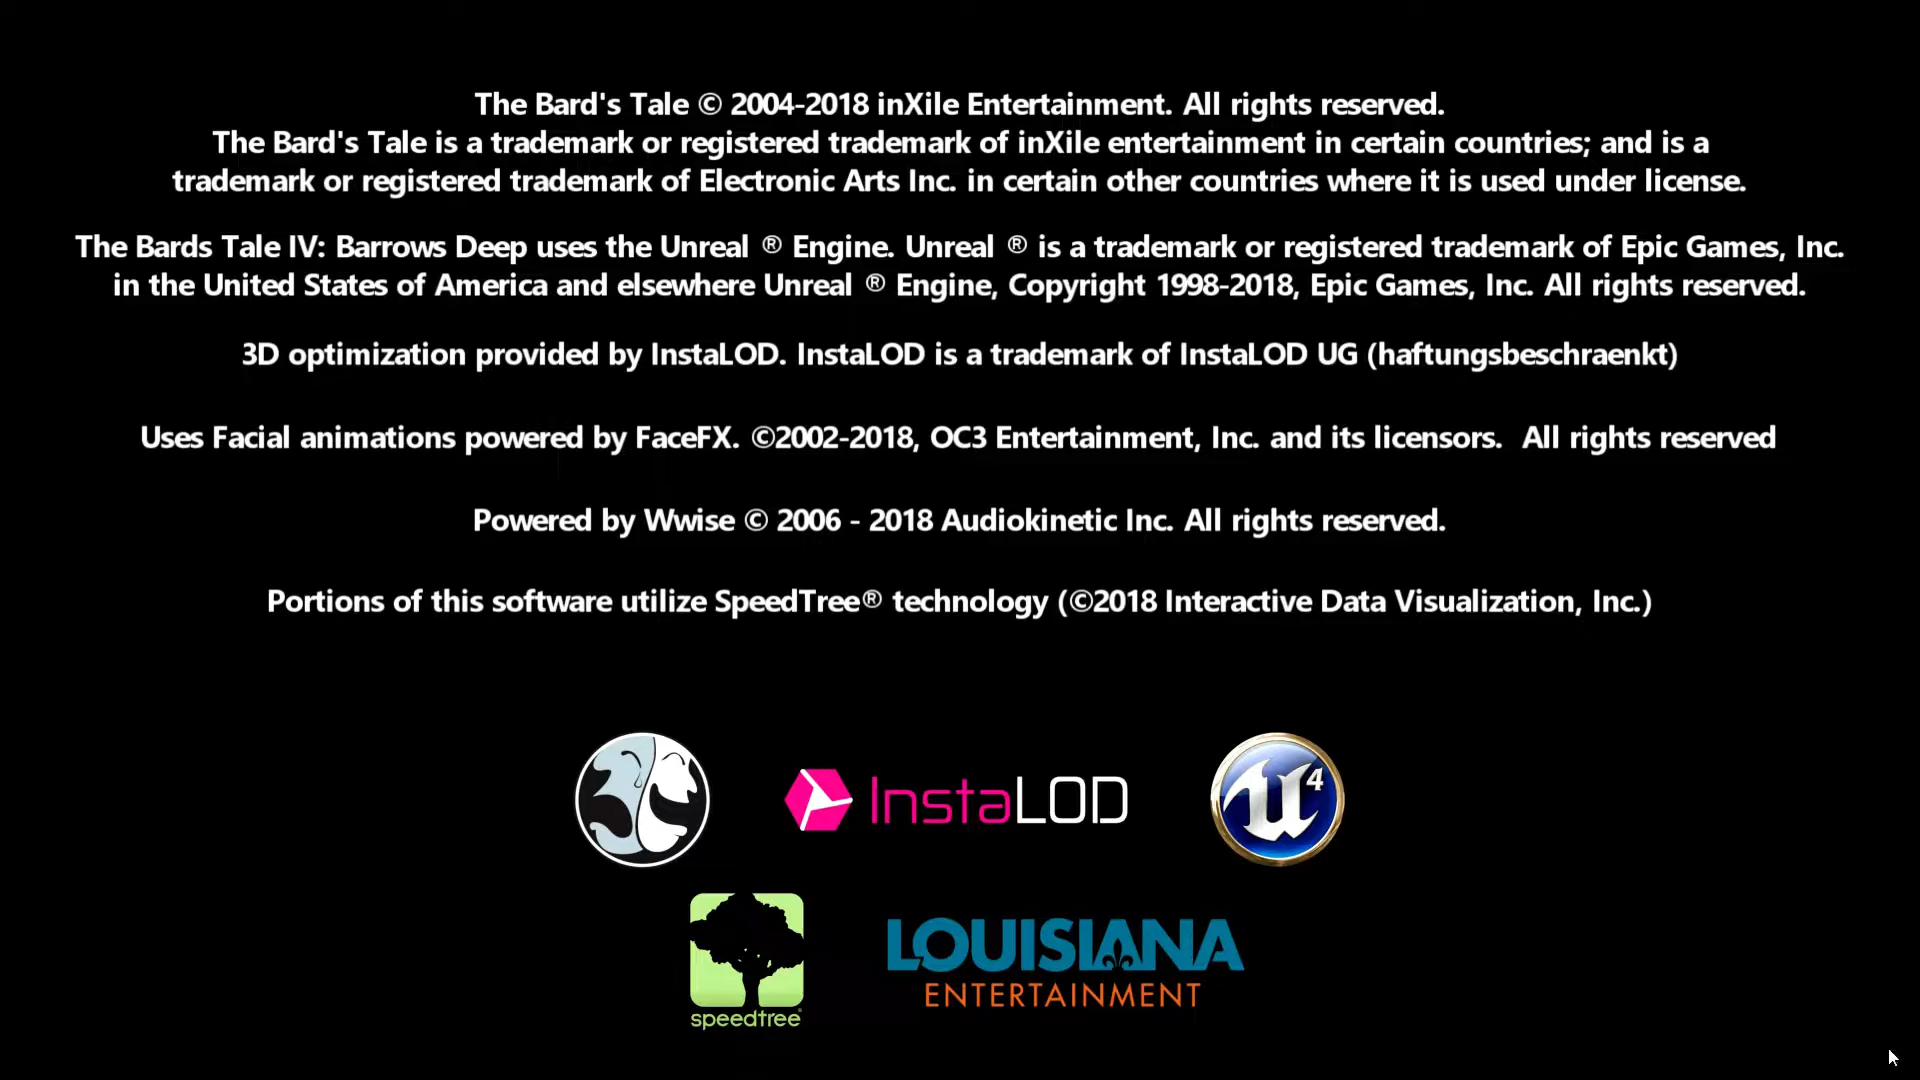 The Bard's Tale © 2004-2018 inXile Entertainment. All rights reserved.
The Bard's Tale is a trademark or registered trademark of inXile entertainment in certain countries; and is a
trademark or registered trademark of Electronic Arts Inc. in certain other countries where it is used under license.
The Bards Tale IV: Barrows Deep uses the Unreal ® Engine. Unreal ® is a trademark or registered trademark of Epic Games, Inc.
in the United States of America and elsewhere Unreal ® Engine, Copyright 1998-2018, Epic Games, Inc. All rights reserved.
3D optimization provided by InstaLOD. InstaLOD is a trademark of InstaLOD UG (haftungsbeschraenkt)
Uses Facial animations powered by FaceFX. ©2002-2018, OC3 Entertainment, Inc. and its licensors.  All rights reserved
Powered by Wwise © 2006 - 2018 Audiokinetic Inc. All rights reserved.
Portions of this software utilize SpeedTree® technology (©2018 Interactive Data Visualization, Inc.)
InstaLOD
U4
speedtree®
LOUISIANA
ENTERTAINMENT